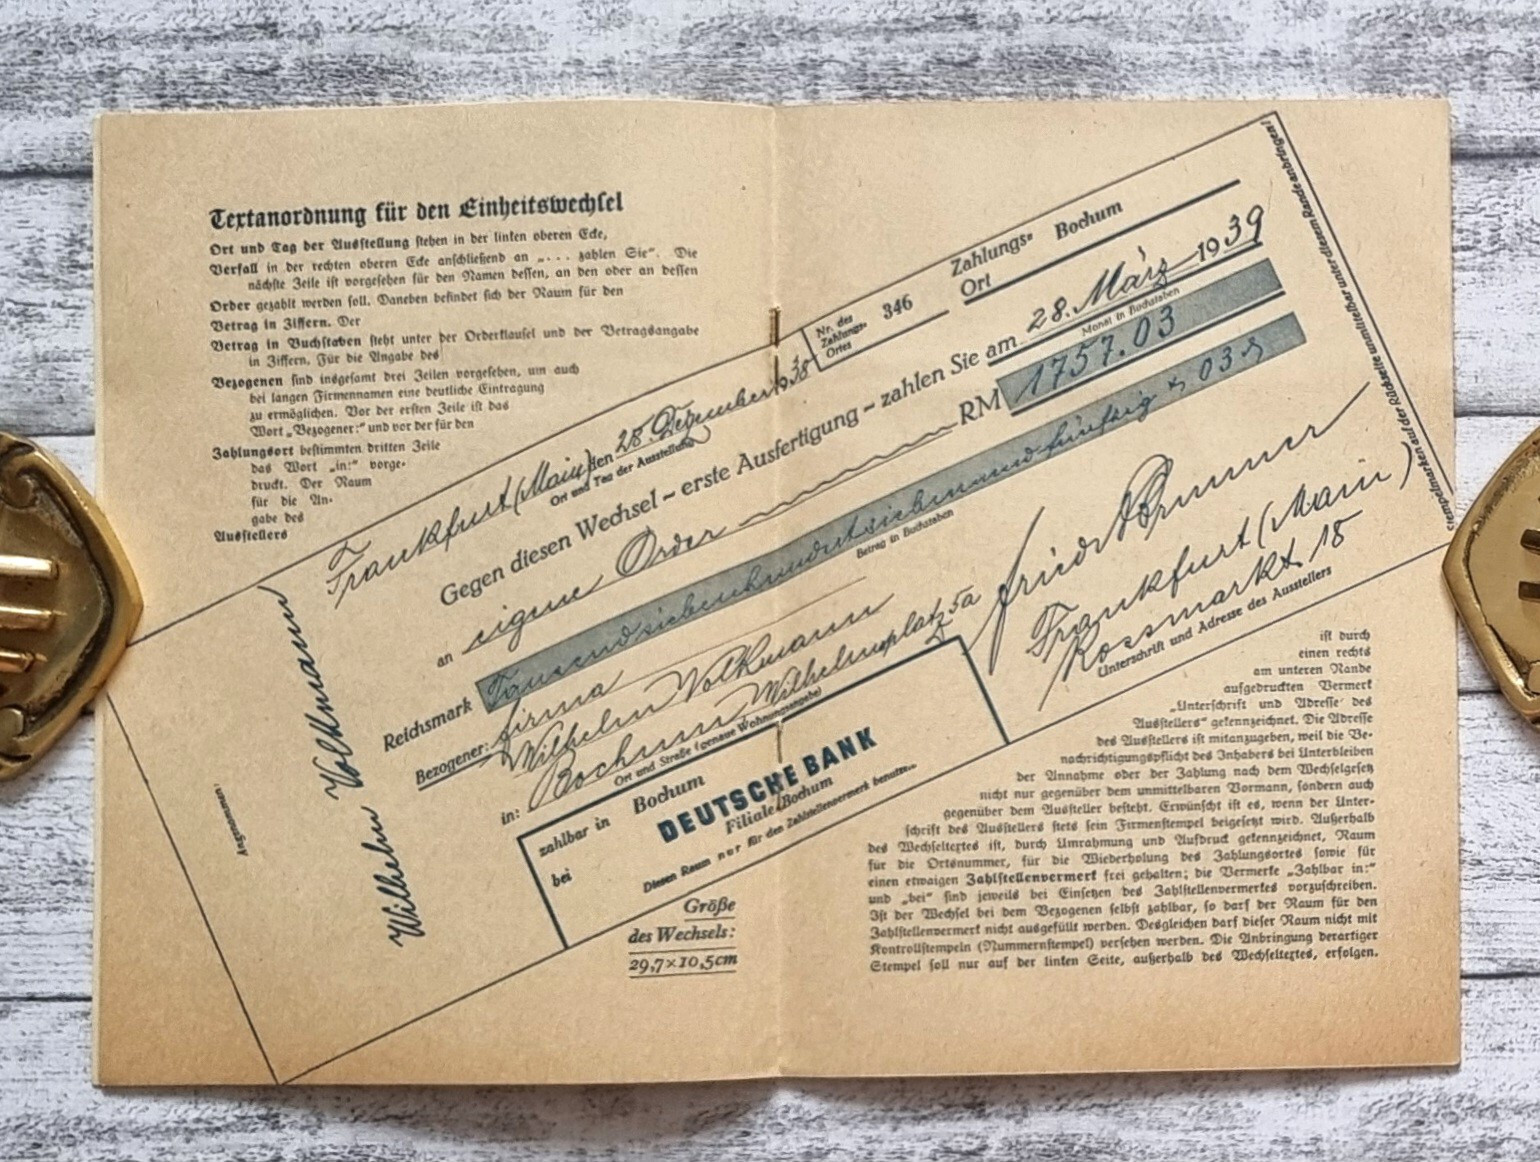 Textanordnung für den Einheitswechsel
Ort und Tag der Ausstellung stehen in der linken oberen Ecke,
Verfall in der rechten oberen Ecke anschließend an „... zahlen Sie“. Die
nächste Zeile ist vorgesehen für den Namen dessen, an den oder an dessen
Order gezahlt werden soll. Daneben befindet sich der Raum für den
Betrag in Ziffern. Der
Betrag in Buchstaben steht unter der Orderklausel und der Betragsangabe
in Ziffern. Für die Angabe des
Bezogenen sind insgesamt drei Zeilen vorgesehen, um auch
bei langen Firmennamen eine deutliche Eintragung
zu ermöglichen. Vor der ersten Zeile ist das
Wort „Bezogener:“ und vor der für den
Zahlungsort bestimmten dritten Zeile
das Wort „in:“ vorge-
druckt. Der Raum
für die An-
gabe des
Ausstellers
Frankfurt (Main) den 28. Dezember 1938
Ort und Tag der Ausstellung
Nr. des
Zahlungs-
Ortes
346
Zahlungs-
Ort
Bochum
Gegen diesen Wechsel – erste Ausfertigung – zahlen Sie am 28. März 1939
Monat in Buchstaben
an eigene Order RM 1757.03
Reichsmark Tausendsiebenhundertsiebenundfünfzig & 03
Betrag in Buchstaben
Bezogener: Firma
Wilhelm Volkmann
in: Bochum, Wilhelmplatz 5a
Ort und Straße (genaue Wohnungsangabe)
zahlbar in Bochum
bei DEUTSCHE BANK
Filiale Bochum
Diesen Raum nur für den Zahlstellenvermerk
Frankfurt (Main)
Rossmarkt 18
Unterschrift und Adresse des Ausstellers
Angenommen
Wilhelm Volkmann
Stempelmarken auf der Rückseite unmittelbar unter diesem Rande anbringen!
Größe
des Wechsels:
29,7×10,5cm
ist durch
einen rechts
am unteren Rande
aufgedruckten Vermerk
„Unterschrift und Adresse des
Ausstellers“ gekennzeichnet. Die Adresse
des Ausstellers ist mitanzugeben, weil die Be-
nachrichtigungspflicht des Inhabers bei Unterbleiben
der Annahme oder der Zahlung nach dem Wechselgesetz
nicht nur gegenüber dem unmittelbaren Vormann, sondern auch
gegenüber dem Aussteller besteht. Erwünscht ist es, wenn der Unter-
schrift des Ausstellers stets sein Firmenstempel beigesetzt wird. Außerhalb
des Wechseltextes ist, durch Umrahmung und Aufdruck gekennzeichnet, Raum
für die Ortsnummer, für die Wiederholung des Zahlungsortes sowie für
einen etwaigen Zahlstellenvermerk frei gehalten; die Vermerke „Zahlbar in:“
und „bei“ sind jeweils bei Einsetzen des Zahlstellenvermerkes vorzuschreiben.
Ist der Wechsel bei dem Bezogenen selbst zahlbar, so darf der Raum für den
Zahlstellenvermerk nicht ausgefüllt werden. Desgleichen darf dieser Raum nicht mit
Kontrollstempeln (Nummernstempel) versehen werden. Die Anbringung derartiger
Stempel soll nur auf der linken Seite, außerhalb des Wechseltextes, erfolgen.